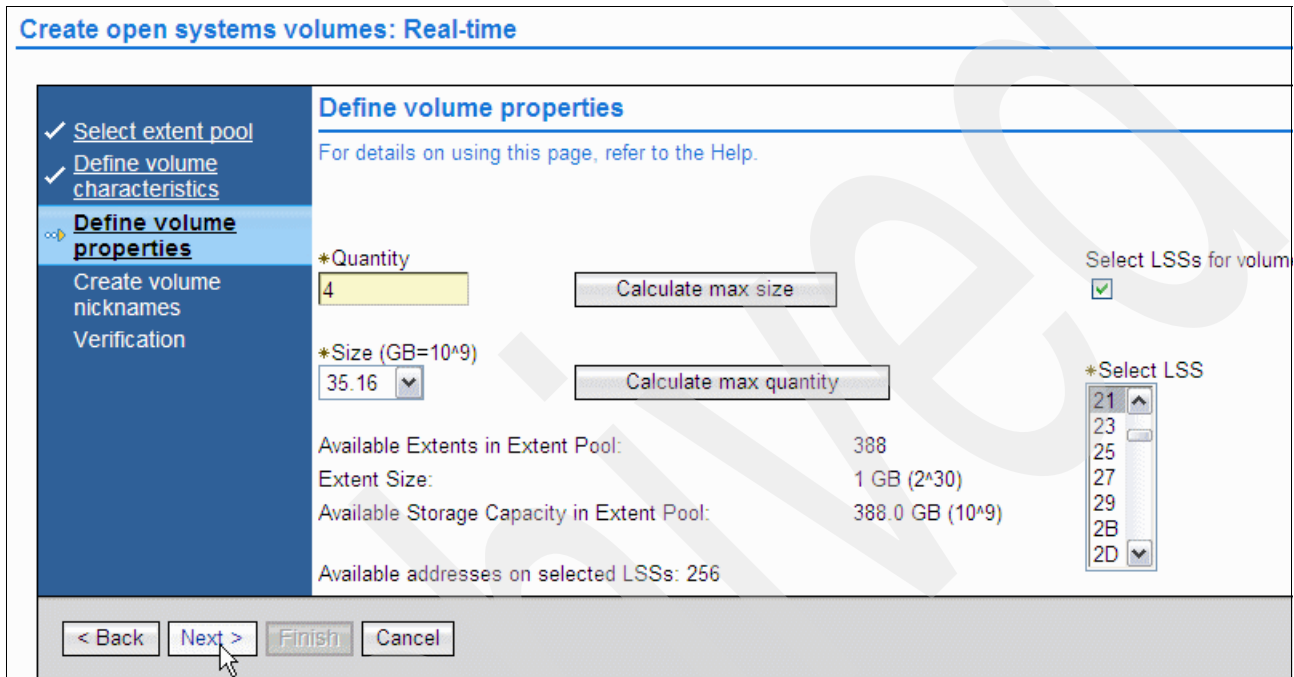 Create open systems volumes: Real-time
Select extent pool
Define volume
characteristics
Define volume
properties
Create volume
nicknames
Verification
Define volume properties
For details on using this page, refer to the Help.
*Quantity
4
Calculate max size
Select LSSs for volum
*Size (GB=10^9)
35.16
Calculate max quantity
*Select LSS
21
23
25
27
29
2B
2D
Available Extents in Extent Pool: 388
Extent Size: 1 GB (2^30)
Available Storage Capacity in Extent Pool: 388.0 GB (10^9)
Available addresses on selected LSSs: 256
< Back Next > Finish Cancel